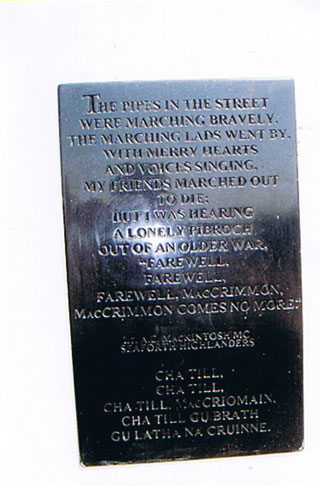 THE PIPES IN THE STREET
WERE MARCHING BRAVELY,
THE MARCHING LADS WENT BY,
WITH MERRY HEARTS
AND VOICES SINGING,
MY FRIENDS MARCHED OUT
TO DIE;
BUT I WAS HEARING
A LONELY PIBROCH
OUT OF AN OLDER WAR,
"FAREWELL,
FAREWELL,
FAREWELL, MACCRIMMON,
MACCRIMMON COMES NO MORE."
MACKINTOSH MC
SEAFORTH HIGHLANDERS
CHA TILL,
CHA TILL,
CHA TILL, MACCRIOMAIN,
CHA TILL GU BRATH
GU LATHA NA CRUINNE.